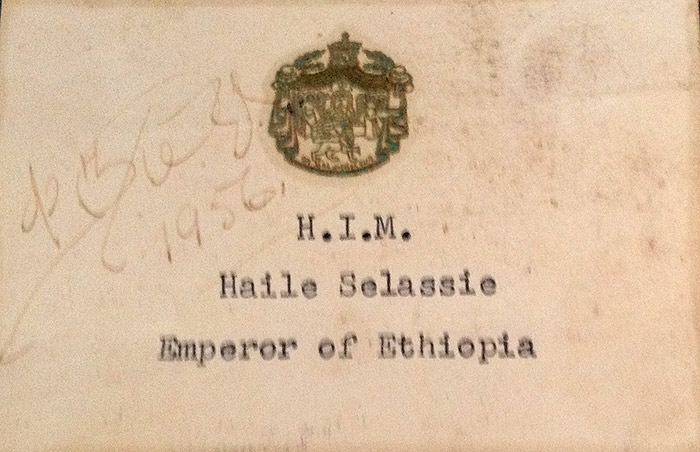 1956.
H.I.M.
Haile Selassie
Emperor of Ethiopia